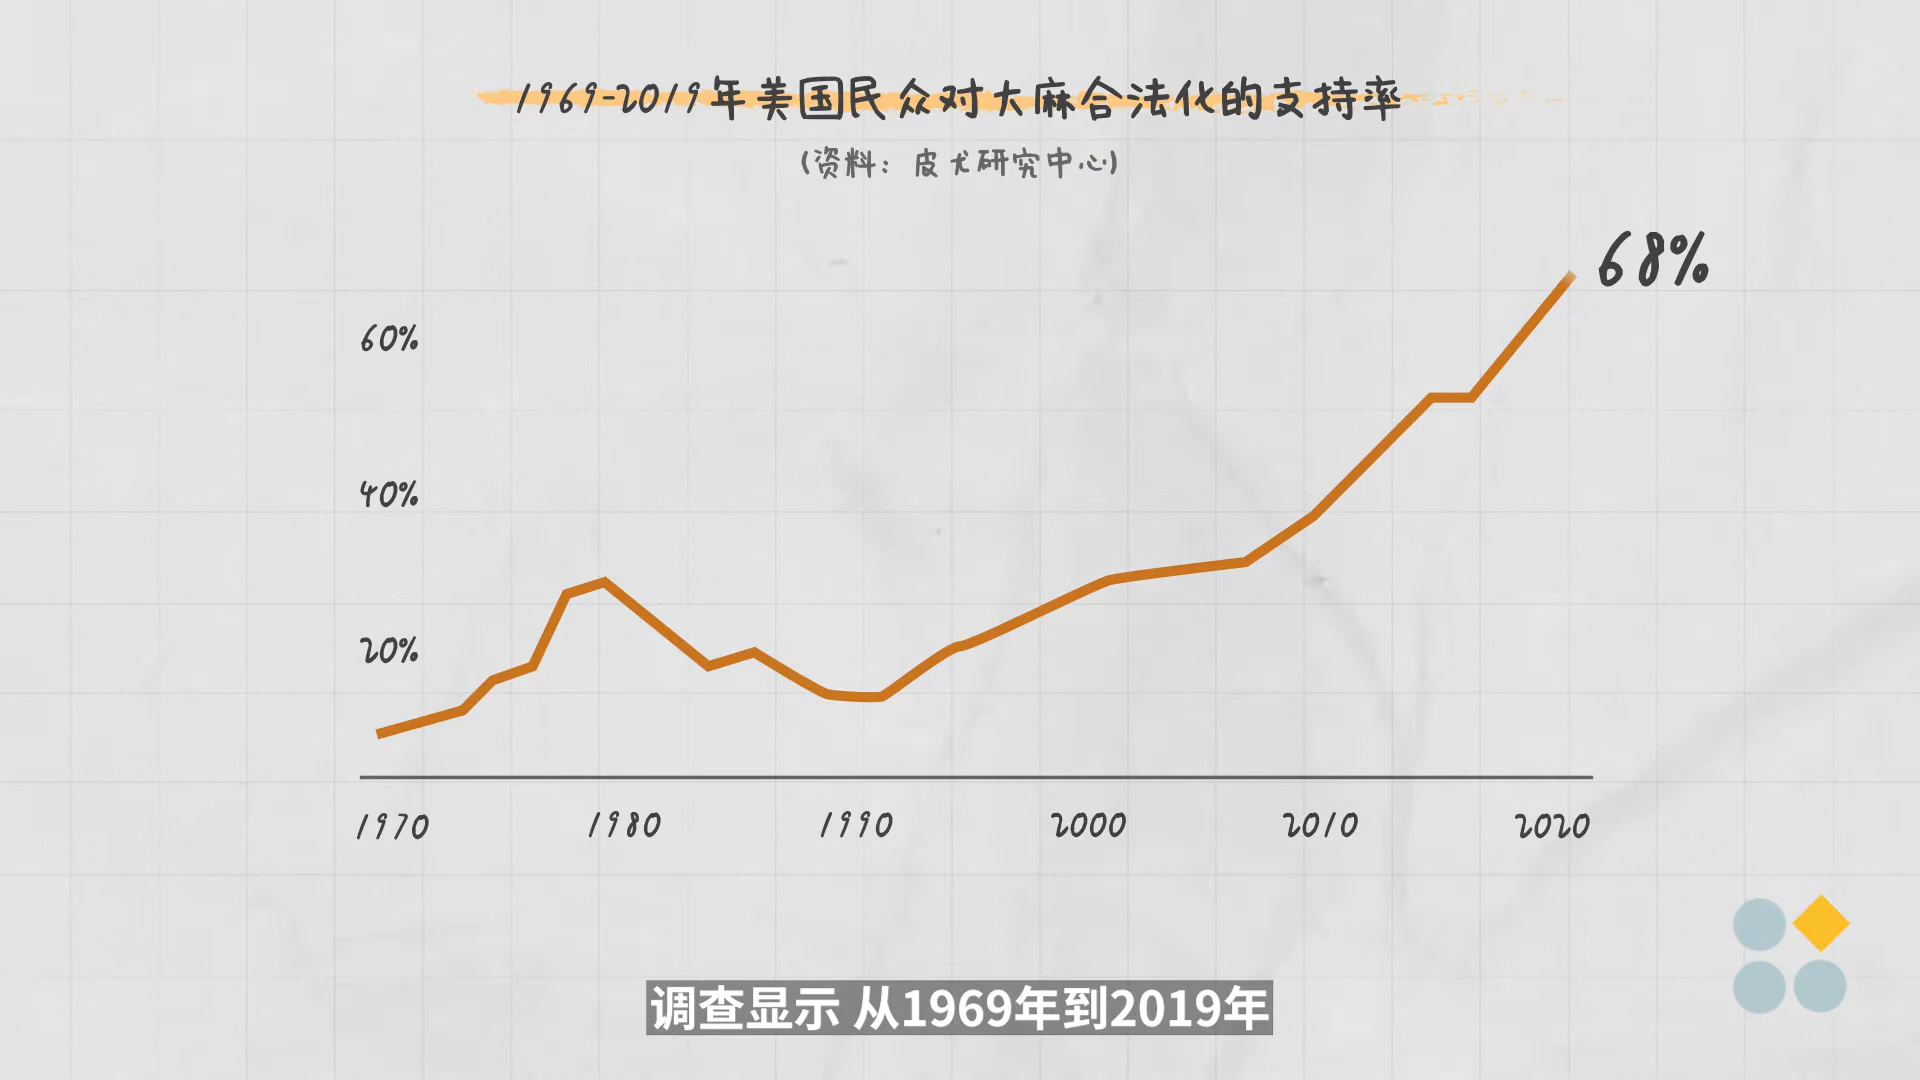 1969-2019年美国民众对大麻合法化的支持率
(资料：皮尤研究中心)
68%
60%
40%
20%
1970 1980 1990 2000 2010 2020
调查显示 从1969年到2019年